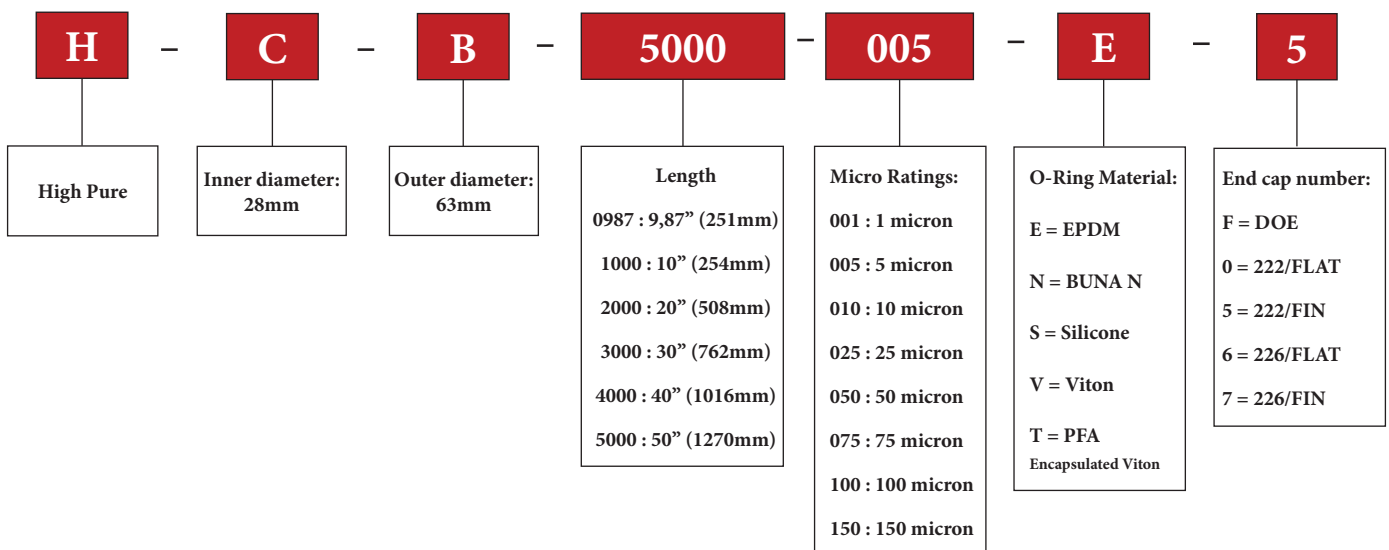 H – C – B – 5000 – 005 – E – 5
High Pure
Inner diameter:
28mm
Outer diameter:
63mm
Length
0987 : 9,87” (251mm)
1000 : 10” (254mm)
2000 : 20” (508mm)
3000 : 30” (762mm)
4000 : 40” (1016mm)
5000 : 50” (1270mm)
Micro Ratings:
001 : 1 micron
005 : 5 micron
010 : 10 micron
025 : 25 micron
050 : 50 micron
075 : 75 micron
100 : 100 micron
150 : 150 micron
O-Ring Material:
E = EPDM
N = BUNA N
S = Silicone
V = Viton
T = PFA
Encapsulated Viton
End cap number:
F = DOE
0 = 222/FLAT
5 = 222/FIN
6 = 226/FLAT
7 = 226/FIN